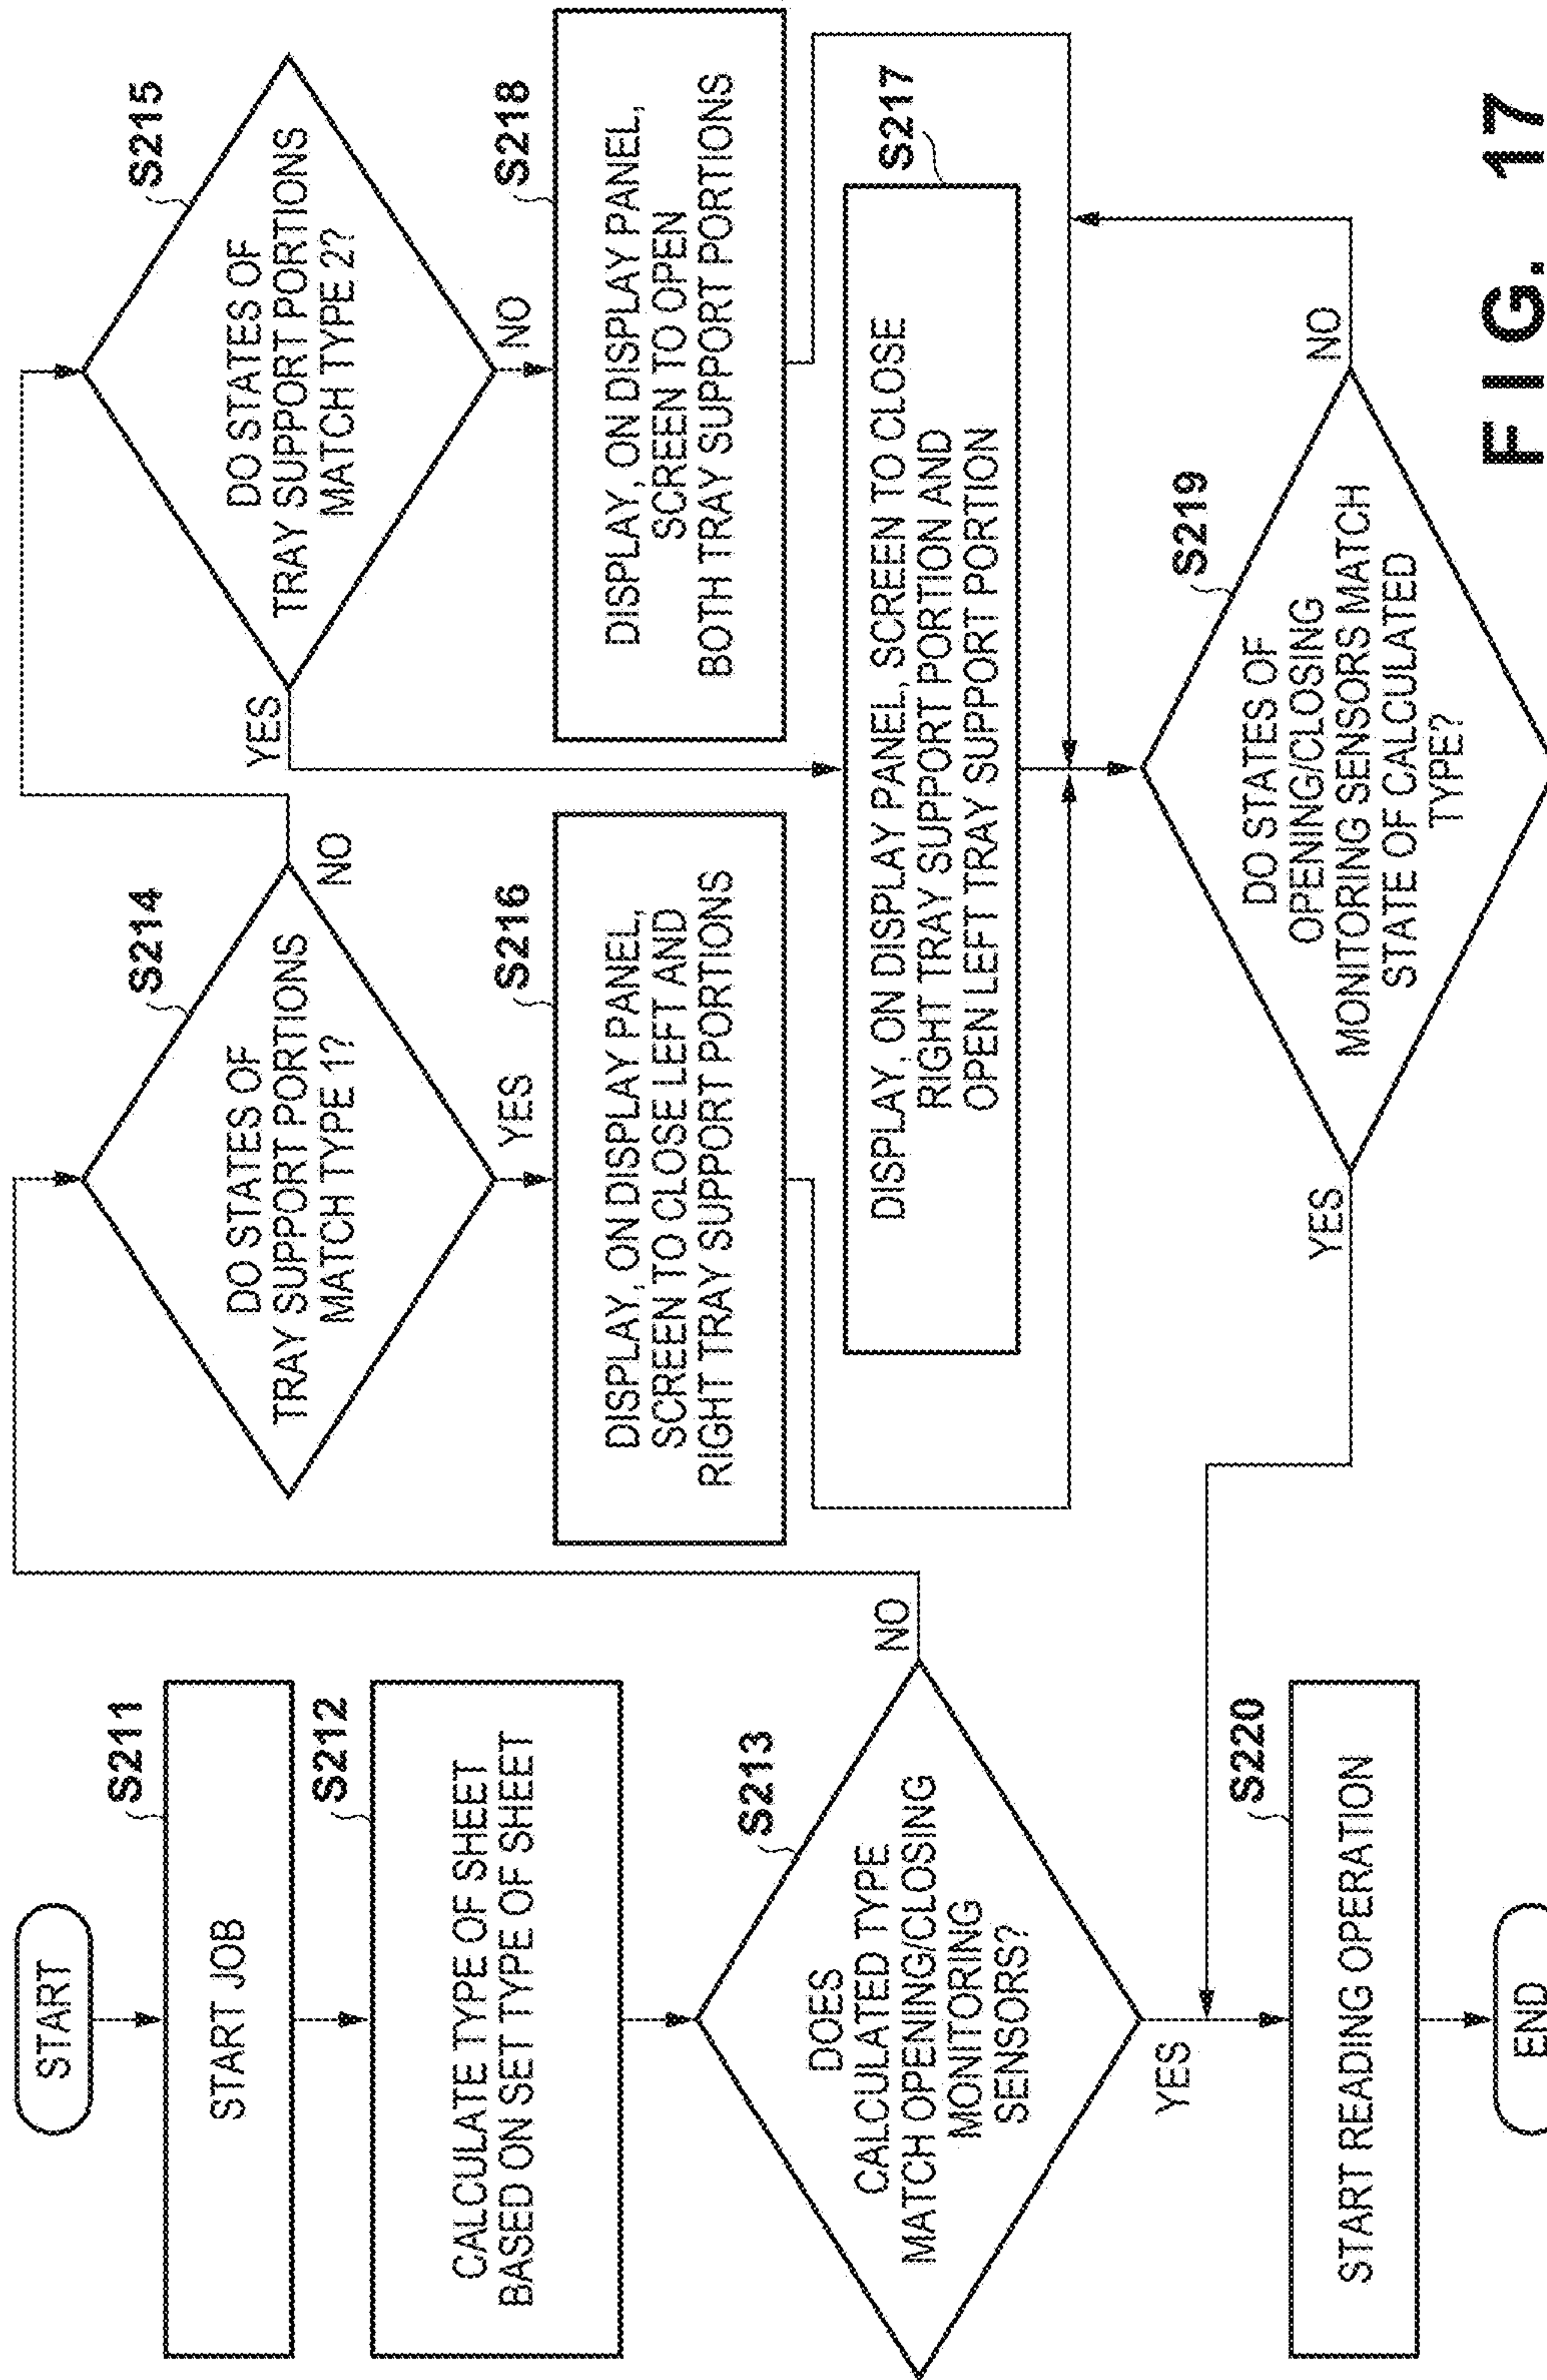 START
S211
START JOB
S212
CALCULATE TYPE OF SHEET
BASED ON SET TYPE OF SHEET
S213
DOES
CALCULATED TYPE
MATCH OPENING/CLOSING
MONITORING
SENSORS?
NO
YES
S220
START READING OPERATION
END
S214
DO STATES OF
TRAY SUPPORT PORTIONS
MATCH TYPE 1?
NO
YES
S216
DISPLAY, ON DISPLAY PANEL,
SCREEN TO CLOSE LEFT AND
RIGHT TRAY SUPPORT PORTIONS
S215
DO STATES OF
TRAY SUPPORT PORTIONS
MATCH TYPE 2?
YES
NO
S218
DISPLAY, ON DISPLAY PANEL,
SCREEN TO OPEN
BOTH TRAY SUPPORT PORTIONS
S217
DISPLAY, ON DISPLAY PANEL, SCREEN TO CLOSE
RIGHT TRAY SUPPORT PORTION AND
OPEN LEFT TRAY SUPPORT PORTION
S219
DO STATES OF
OPENING/CLOSING
MONITORING SENSORS MATCH
STATE OF CALCULATED
TYPE?
YES
NO
FIG. 17